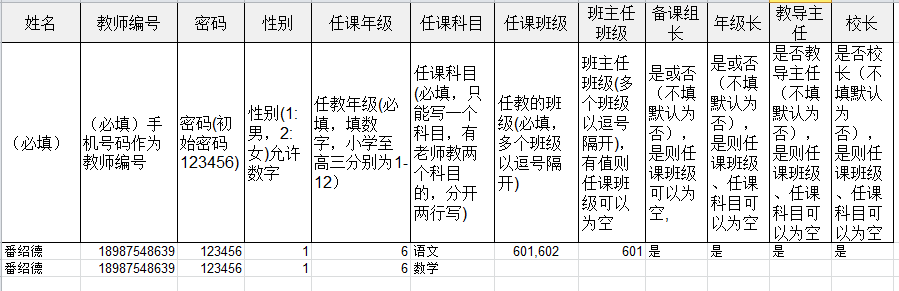 姓名 教师编号 密码 性别 任课年级 任课科目 任课班级 班主任班级 备课组长 年级长 教导主任 校长
（必填）
（必填）手机号码作为教师编号
密码(初始密码123456)
性别(1:男，2:女)允许数字
任教年级(必填，填数字，小学至高三分别为1-12）
任课科目(必填，只能写一个科目，有老师教两个科目的，分开两行写)
任教的班级(必填，多个班级以逗号隔开)
班主任班级(多个班级以逗号隔开)，有值则任课班级可以为空
是或否（不填默认为否），是则任课班级可以为空，
是或否（不填默认为否），是则任课班级、任课科目可以为空
是否教导主任（不填默认为否），是则任课班级、任课科目可以为空
是否校长（不填默认为否），是则任课班级、任课科目可以为空
番绍德 18987548639 123456 1 6 语文 601,602 601 是 是 是 是
番绍德 18987548639 123456 1 6 数学